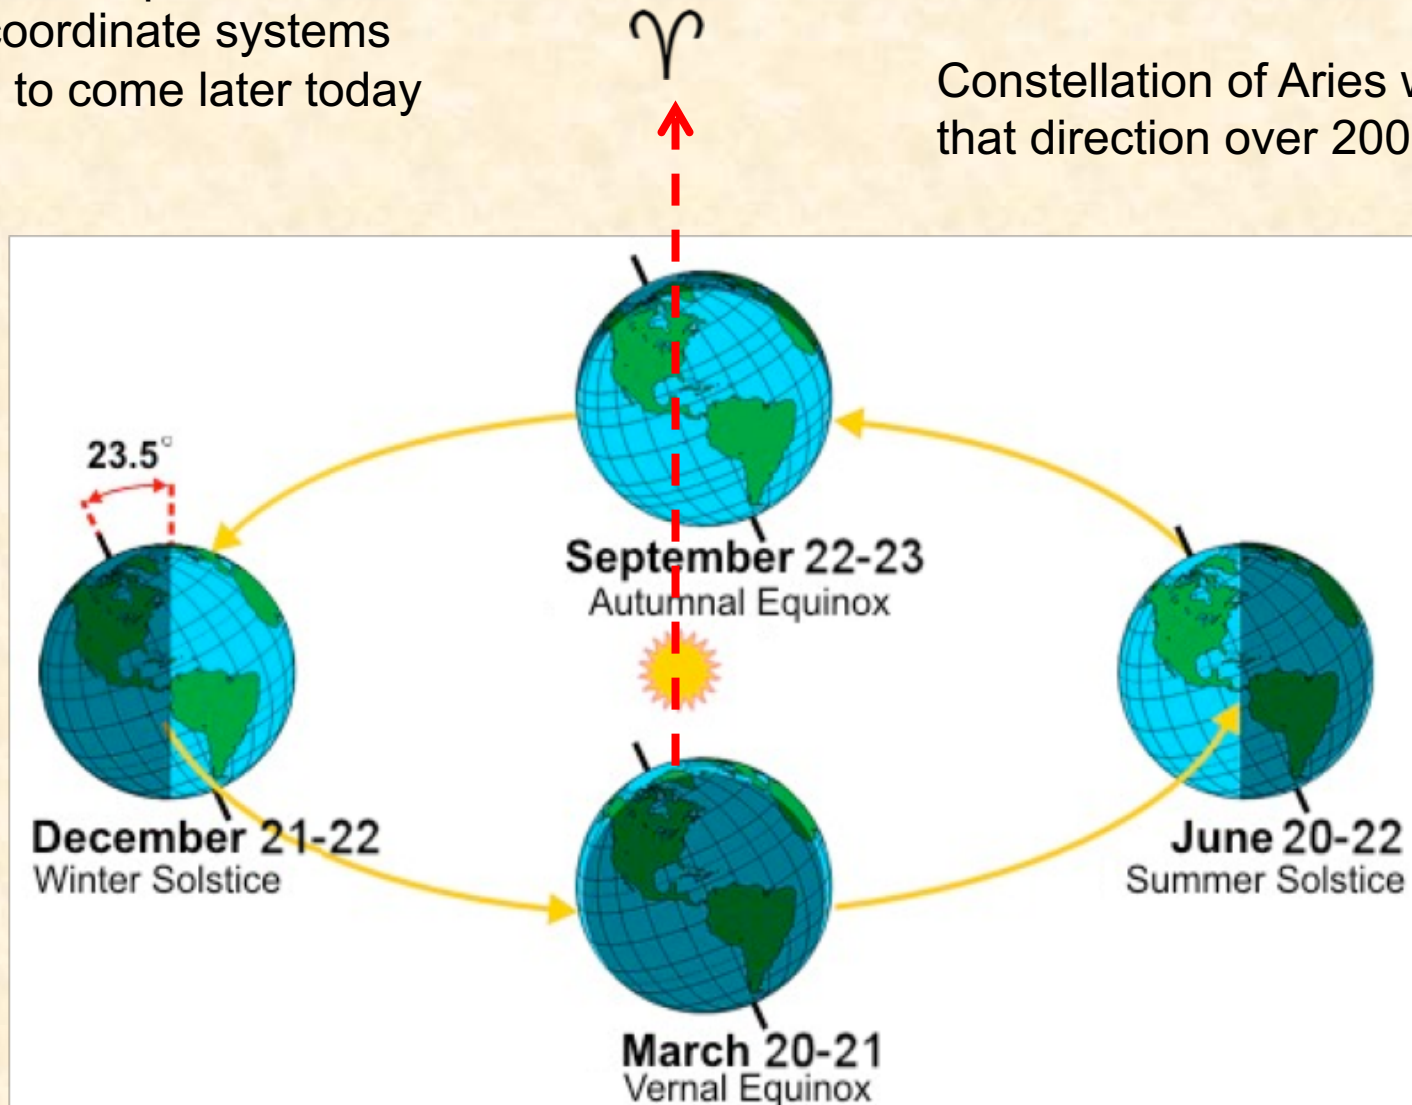 coordinate systems
to come later today
♈
Constellation of Aries
that direction over 200
23.5°
September 22-23
Autumnal Equinox
December 21-22
Winter Solstice
June 20-22
Summer Solstice
March 20-21
Vernal Equinox